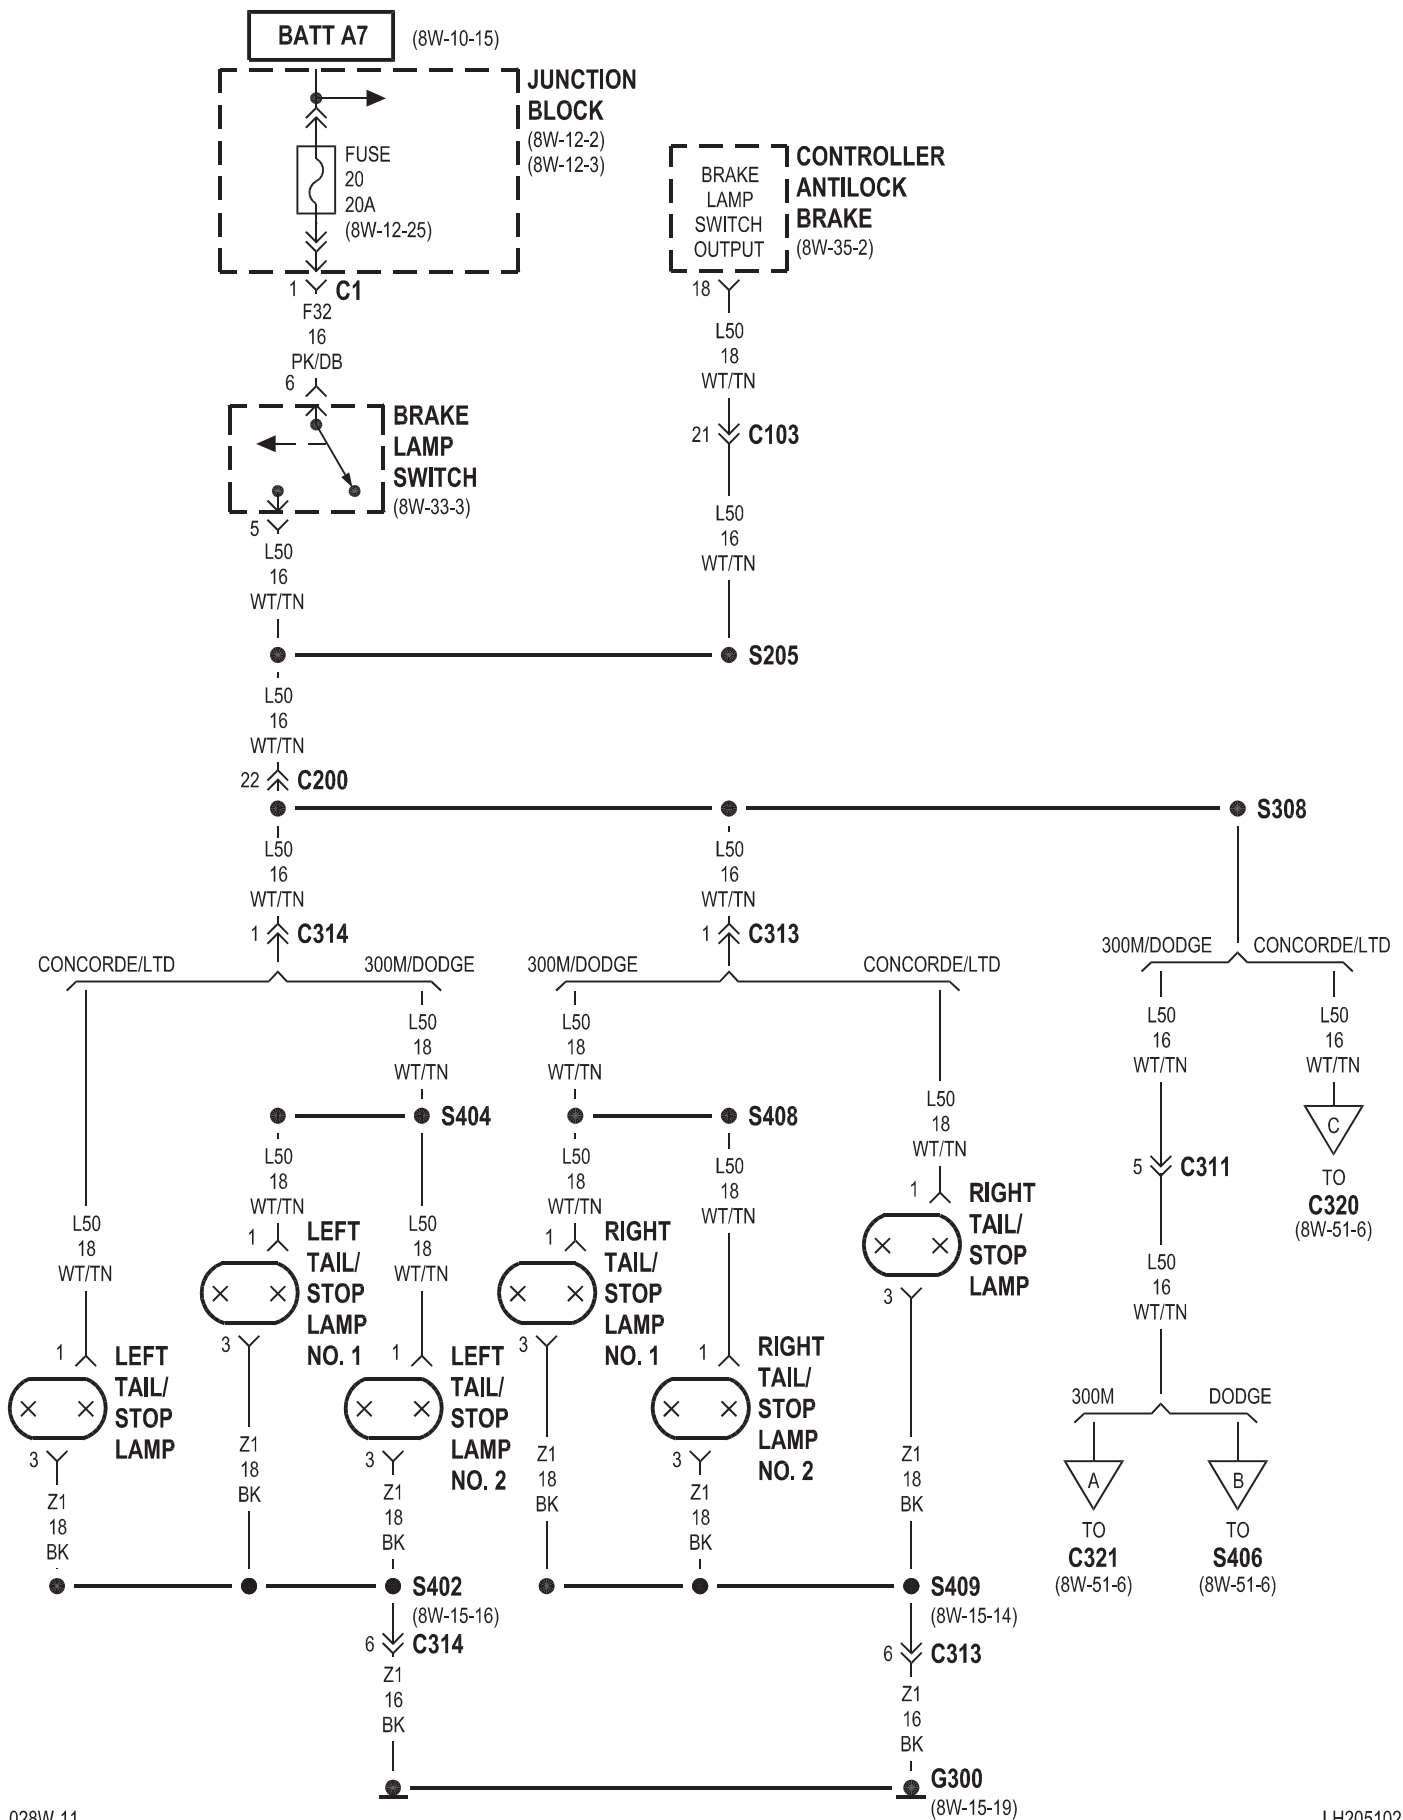 BATT A7 (8W-10-15)
JUNCTION
BLOCK
(8W-12-2)
(8W-12-3)
FUSE
20
20A
(8W-12-25)
1 C1
F32
16
PK/DB
6
BRAKE
LAMP
SWITCH
(8W-33-3)
5
L50
16
WT/TN
BRAKE
LAMP
SWITCH
OUTPUT
CONTROLLER
ANTILOCK
BRAKE
(8W-35-2)
18
L50
18
WT/TN
21 C103
L50
16
WT/TN
S205
L50
16
WT/TN
22 C200
S308
L50
16
WT/TN
1 C314
L50
16
WT/TN
1 C313
CONCORDE/LTD
300M/DODGE
300M/DODGE
CONCORDE/LTD
300M/DODGE
CONCORDE/LTD
L50
18
WT/TN
L50
18
WT/TN
S404
S408
L50
18
WT/TN
L50
16
WT/TN
L50
16
WT/TN
C
TO
C320
(8W-51-6)
5 C311
L50
18
WT/TN
L50
18
WT/TN
L50
18
WT/TN
L50
18
WT/TN
L50
18
WT/TN
L50
16
WT/TN
1
LEFT
TAIL/
STOP
LAMP
3
1
LEFT
TAIL/
STOP
LAMP
NO. 1
3
1
LEFT
TAIL/
STOP
LAMP
NO. 2
3
1
RIGHT
TAIL/
STOP
LAMP
NO. 1
3
1
RIGHT
TAIL/
STOP
LAMP
NO. 2
3
1
RIGHT
TAIL/
STOP
LAMP
3
300M
DODGE
A
B
TO
C321
(8W-51-6)
TO
S406
(8W-51-6)
Z1
18
BK
Z1
18
BK
Z1
18
BK
Z1
18
BK
Z1
18
BK
Z1
18
BK
S402
(8W-15-16)
6 C314
Z1
16
BK
S409
(8W-15-14)
6 C313
Z1
16
BK
G300
(8W-15-19)
028W-11
LH205102